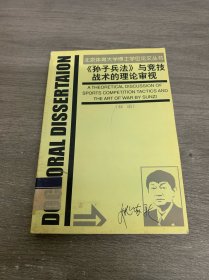 北京体育大学博士学位论文丛书
《孙子兵法》与竞技
战术的理论审视
A THEORETICAL DISCUSSION OF
SPORTS COMPETITION TACTICS AND
THE ART OF WAR BY SUNZI
DOCTORAL DISSERTAION